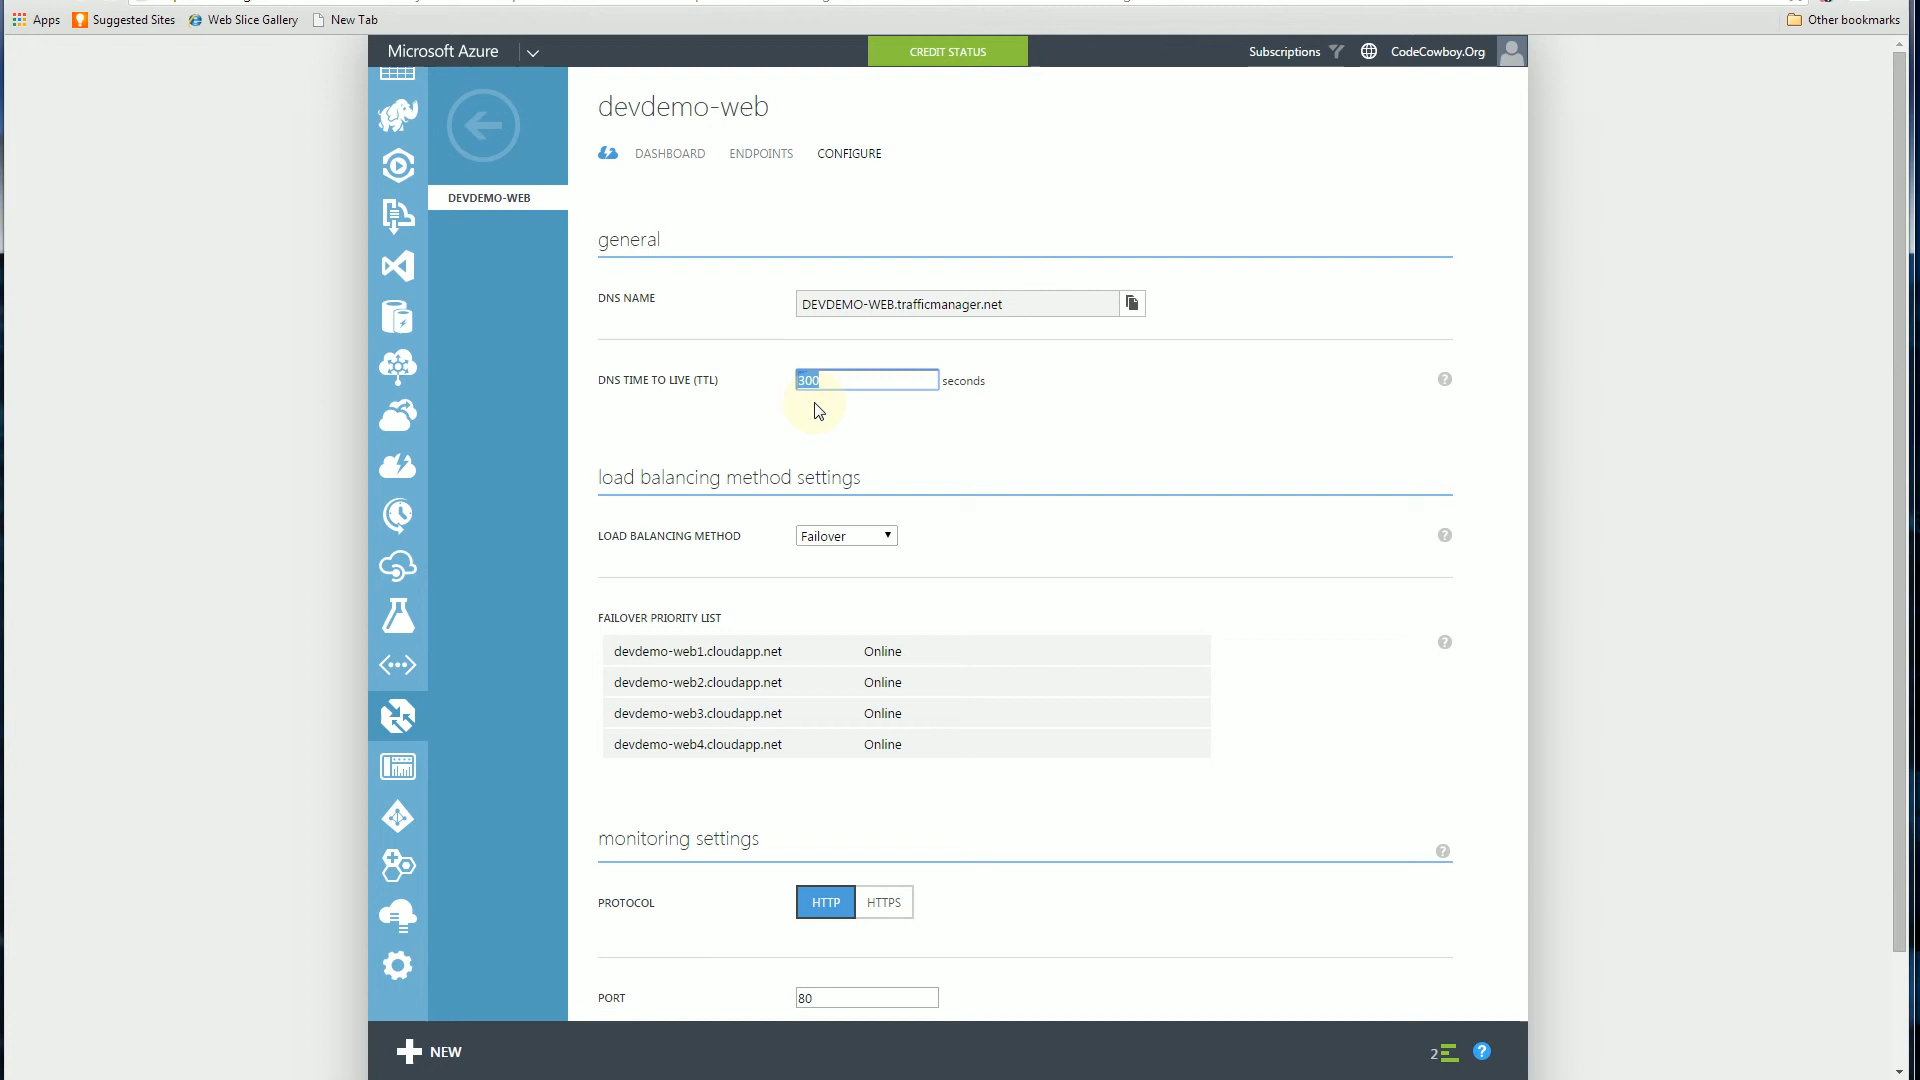 Apps
Suggested Sites
Web Slice Gallery
New Tab
Other bookmarks
Microsoft Azure
CREDIT STATUS
Subscriptions
CodeCowboy.Org
devdemo-web
DASHBOARD
ENDPOINTS
CONFIGURE
DEVDEMO-WEB
general
DNS NAME
DEVDEMO-WEB.trafficmanager.net
DNS TIME TO LIVE (TTL)
300
seconds
?
load balancing method settings
LOAD BALANCING METHOD
Failover
?
FAILOVER PRIORITY LIST
?
devdemo-web1.cloudapp.net Online
devdemo-web2.cloudapp.net Online
devdemo-web3.cloudapp.net Online
devdemo-web4.cloudapp.net Online
monitoring settings
?
PROTOCOL
HTTP
HTTPS
PORT
80
NEW
2
?